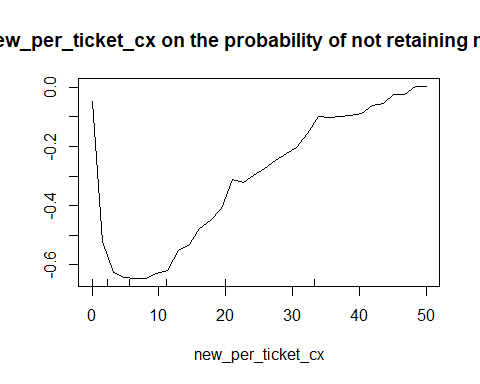 ew_per_ticket_cx on the probability of not retaining
0.0
-0.2
-0.4
-0.6
0 10 20 30 40 50
new_per_ticket_cx